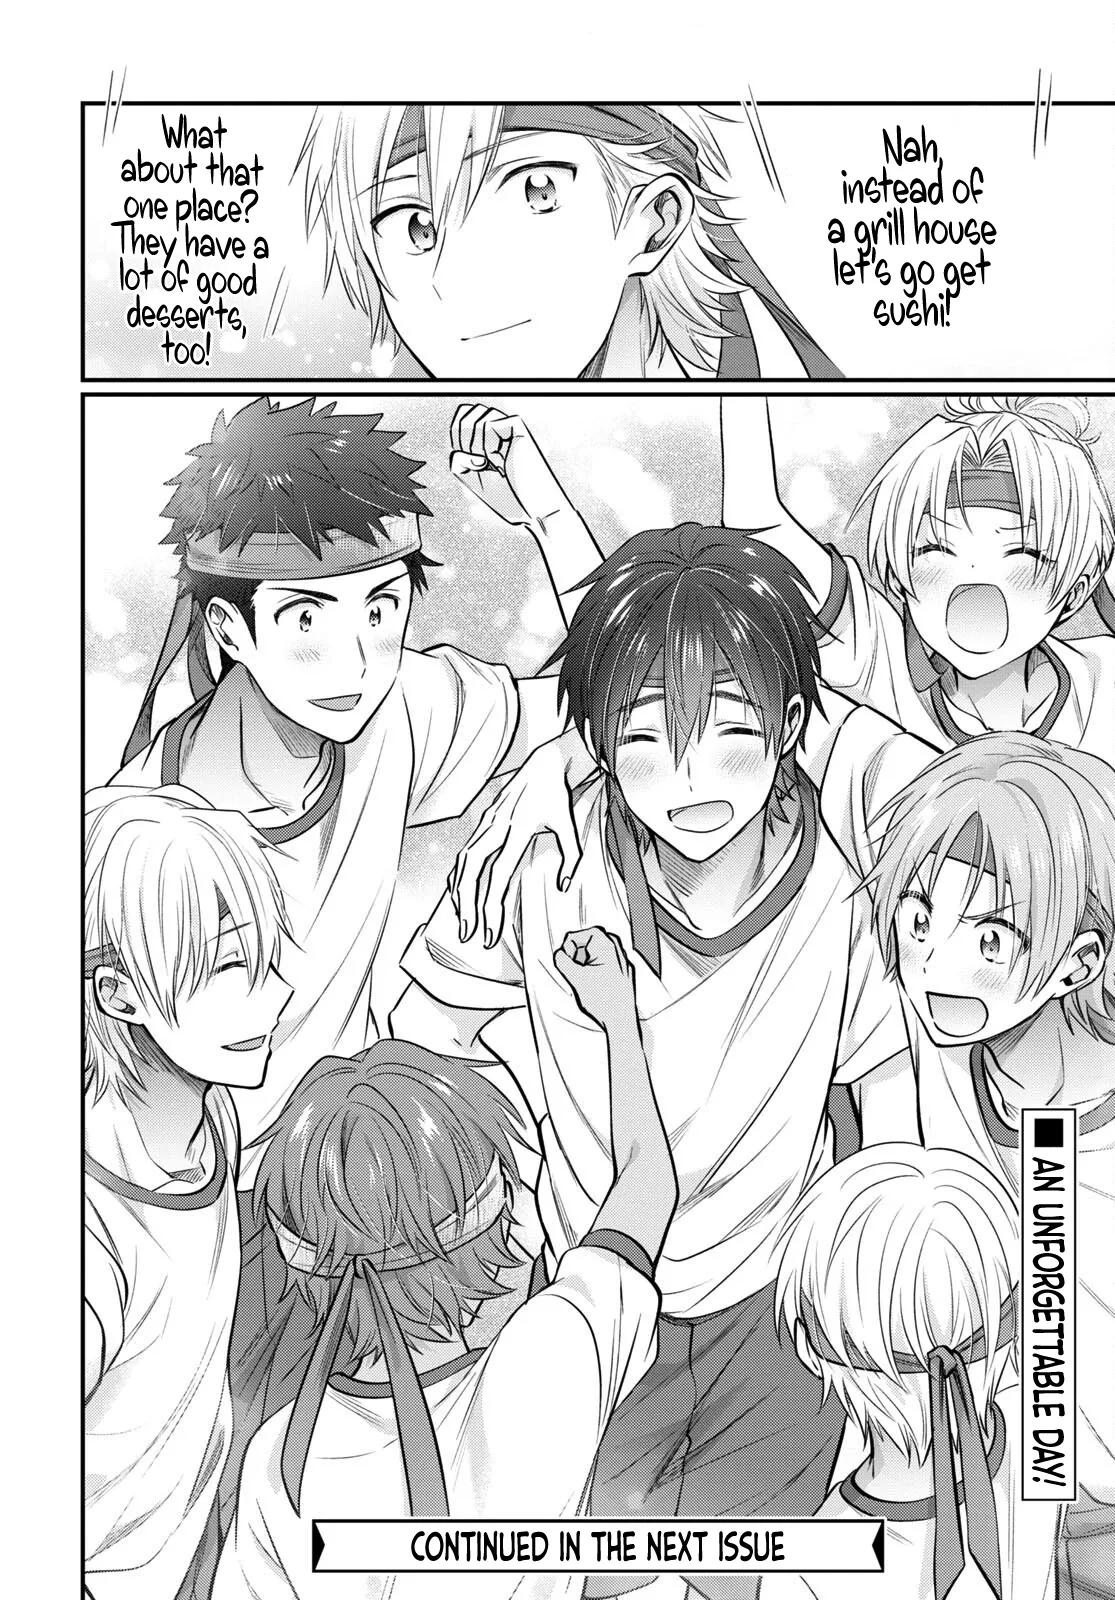 Nah,
instead of
a grill house
let's go get
sushi!
What
about that
one place?
They have a
lot of good
desserts,
too!
■ AN UNFORGETTABLE DAY!
CONTINUED IN THE NEXT ISSUE